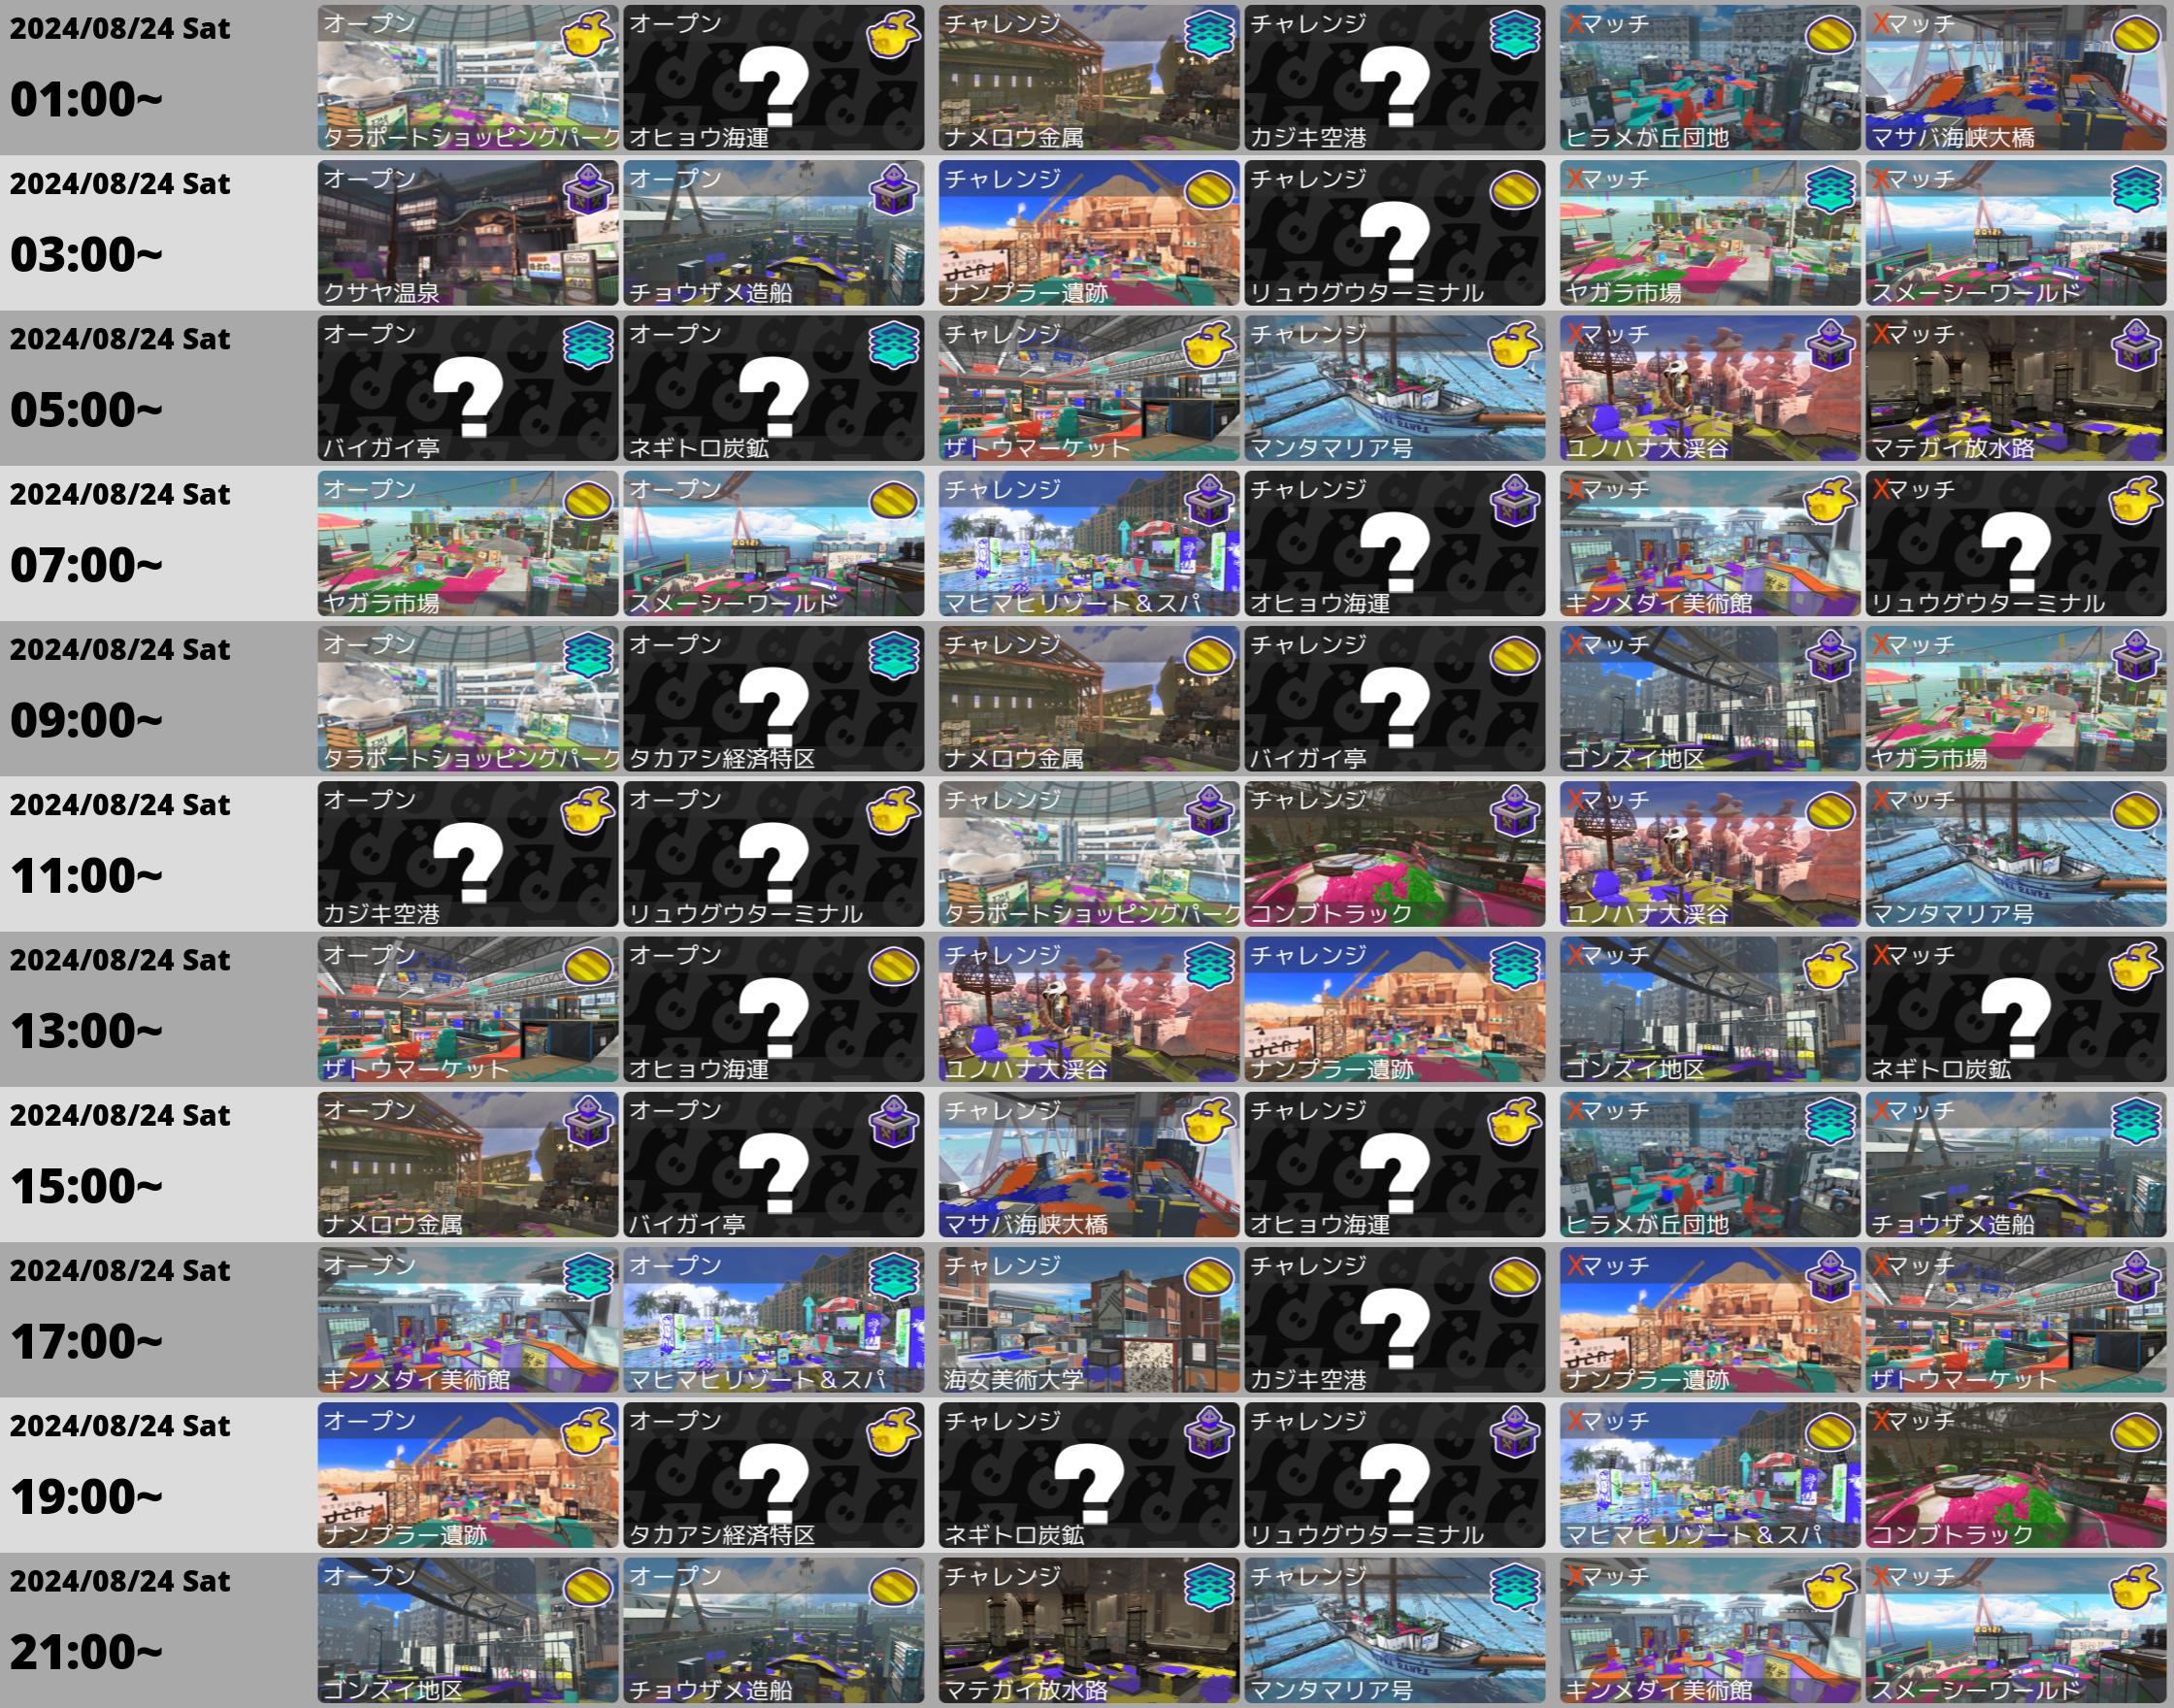 2024/08/24 Sat
01:00~
オープン
タラポートショッピングパーク
オープン
オヒョウ海運
チャレンジ
ナメロウ金属
チャレンジ
カジキ空港
Xマッチ
ヒラメが丘団地
Xマッチ
マサバ海峡大橋
2024/08/24 Sat
03:00~
オープン
クサヤ温泉
オープン
チョウザメ造船
チャレンジ
ナンプラー遺跡
チャレンジ
リュウグウターミナル
Xマッチ
ヤガラ市場
Xマッチ
スメーシーワールド
2024/08/24 Sat
05:00~
オープン
バイガイ亭
オープン
ネギトロ炭鉱
チャレンジ
ザトウマーケット
チャレンジ
マンタマリア号
Xマッチ
ユノハナ大渓谷
Xマッチ
マテガイ放水路
2024/08/24 Sat
07:00~
オープン
ヤガラ市場
オープン
スメーシーワールド
チャレンジ
マヒマヒリゾート＆スパ
チャレンジ
オヒョウ海運
Xマッチ
キンメダイ美術館
Xマッチ
リュウグウターミナル
2024/08/24 Sat
09:00~
オープン
タラポートショッピングパーク
オープン
タカアシ経済特区
チャレンジ
ナメロウ金属
チャレンジ
バイガイ亭
Xマッチ
ゴンズイ地区
Xマッチ
ヤガラ市場
2024/08/24 Sat
11:00~
オープン
カジキ空港
オープン
リュウグウターミナル
チャレンジ
タラポートショッピングパーク
チャレンジ
コンブトラック
Xマッチ
ユノハナ大渓谷
Xマッチ
マンタマリア号
2024/08/24 Sat
13:00~
オープン
ザトウマーケット
オープン
オヒョウ海運
チャレンジ
ユノハナ大渓谷
チャレンジ
ナンプラー遺跡
Xマッチ
ゴンズイ地区
Xマッチ
ネギトロ炭鉱
2024/08/24 Sat
15:00~
オープン
ナメロウ金属
オープン
バイガイ亭
チャレンジ
マサバ海峡大橋
チャレンジ
オヒョウ海運
Xマッチ
ヒラメが丘団地
Xマッチ
チョウザメ造船
2024/08/24 Sat
17:00~
オープン
キンメダイ美術館
オープン
マヒマヒリゾート＆スパ
チャレンジ
海女美術大学
チャレンジ
カジキ空港
Xマッチ
ナンプラー遺跡
Xマッチ
ザトウマーケット
2024/08/24 Sat
19:00~
オープン
ナンプラー遺跡
オープン
タカアシ経済特区
チャレンジ
ネギトロ炭鉱
チャレンジ
リュウグウターミナル
Xマッチ
マヒマヒリゾート＆スパ
Xマッチ
コンブトラック
2024/08/24 Sat
21:00~
オープン
ゴンズイ地区
オープン
チョウザメ造船
チャレンジ
マテガイ放水路
チャレンジ
マンタマリア号
Xマッチ
キンメダイ美術館
Xマッチ
スメーシーワールド